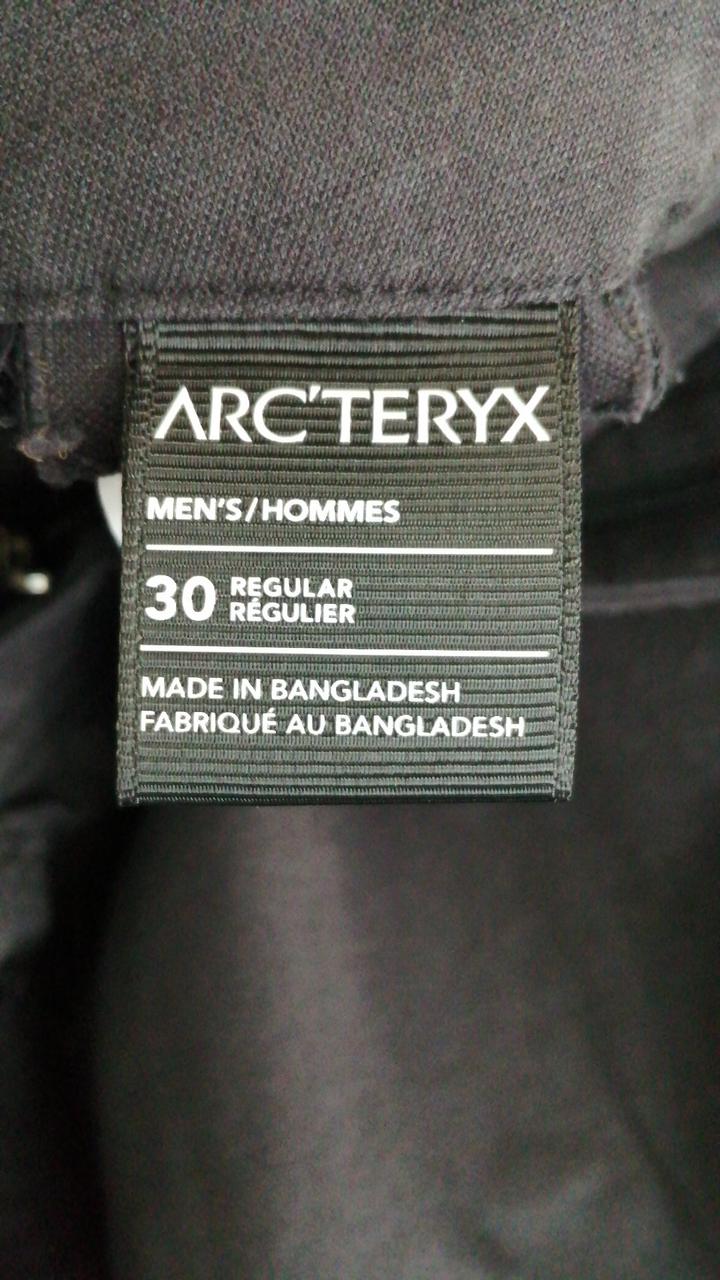 ARC'TERYX
MEN'S/HOMMES
30 REGULAR
RÉGULIER
MADE IN BANGLADESH
FABRIQUÉ AU BANGLADESH